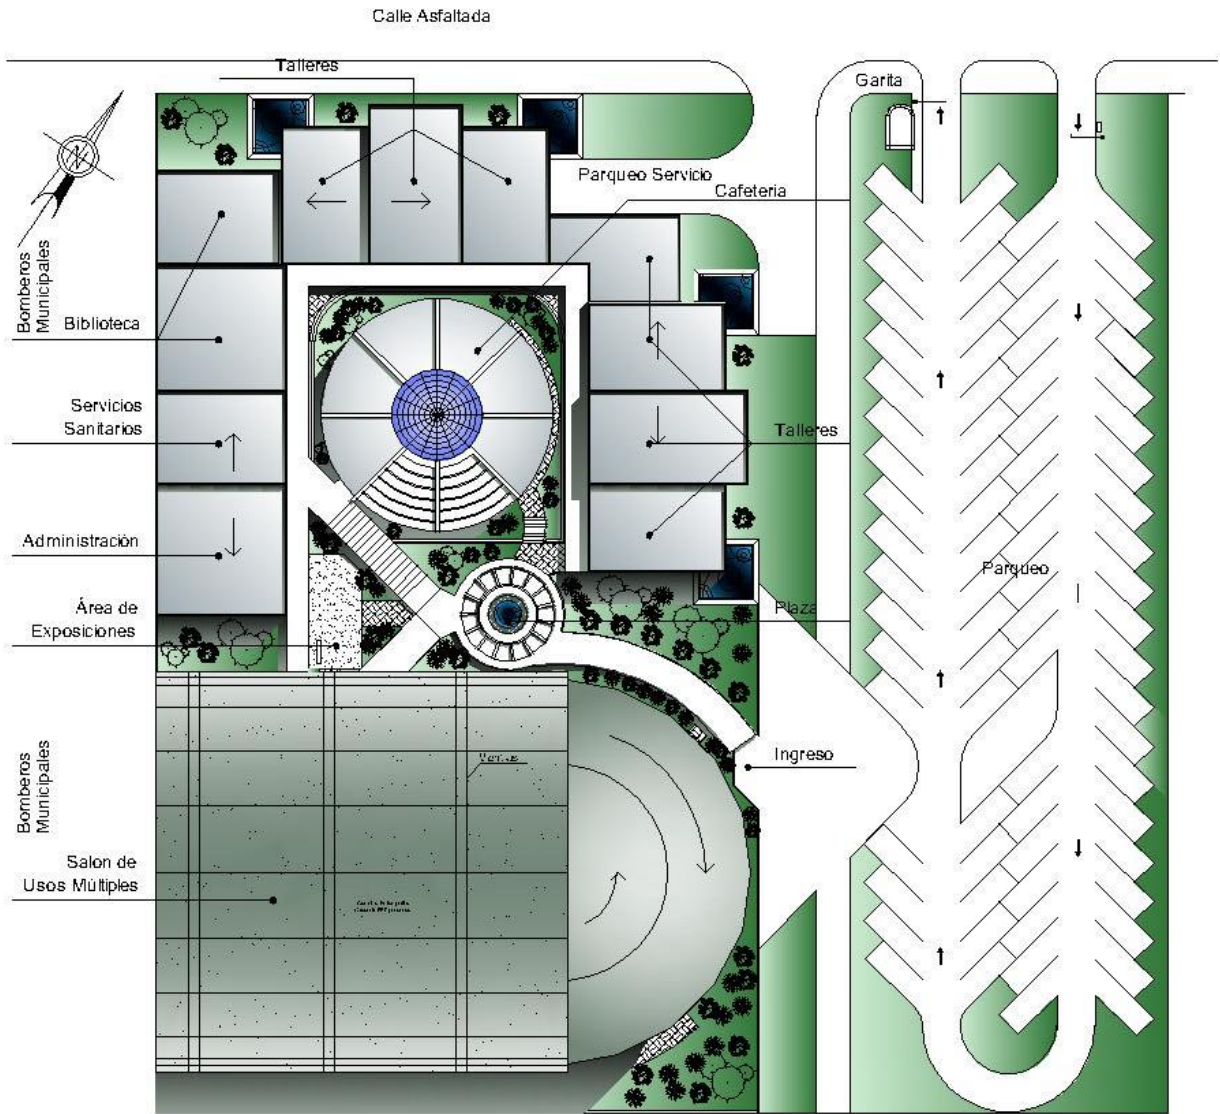 Calle Asfaltada
Talleres
Garita
N
Parqueo Servicio
Cafeteria
Bomberos
Municipales
Biblioteca
Servicios
Sanitarios
Talleres
Administración
Parqueo
Área de
Exposiciones
Plaza
Ingreso
Bomberos
Municipales
Salon de
Usos Múltiples